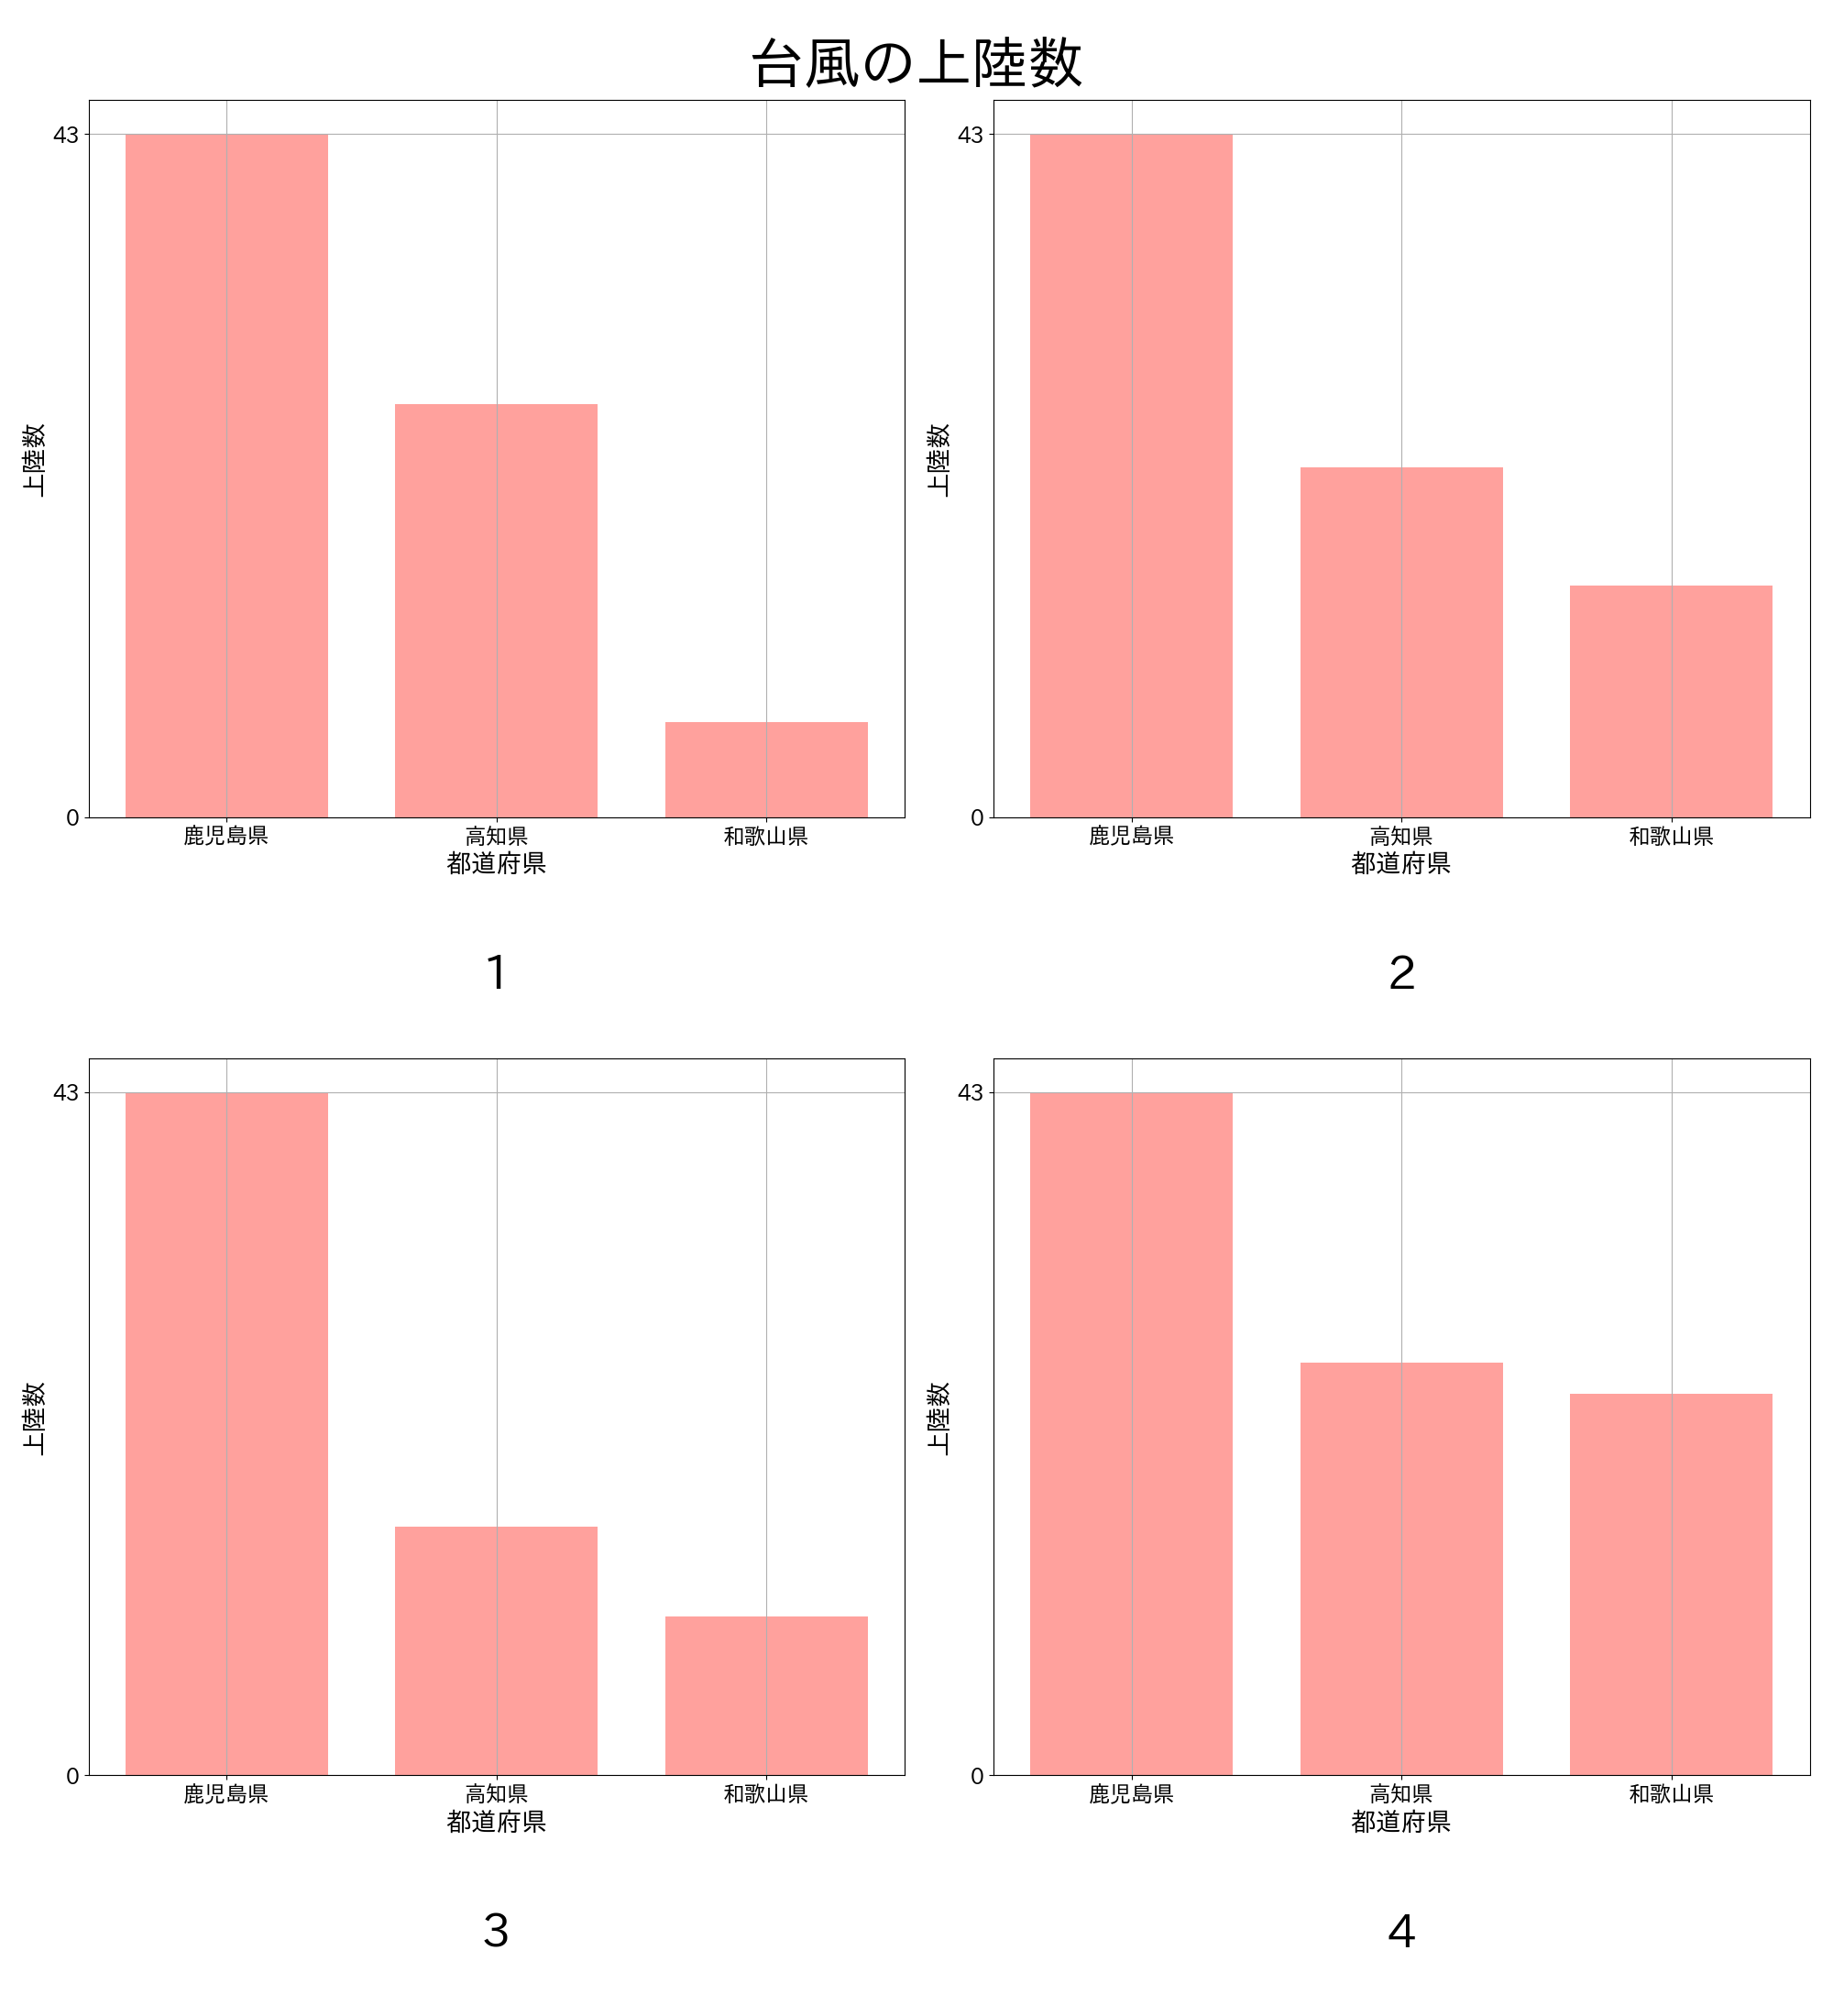 台風の上陸数
43
上陸数
0
鹿児島県 高知県 和歌山県
都道府県
1
43
上陸数
0
鹿児島県 高知県 和歌山県
都道府県
2
43
上陸数
0
鹿児島県 高知県 和歌山県
都道府県
3
43
上陸数
0
鹿児島県 高知県 和歌山県
都道府県
4